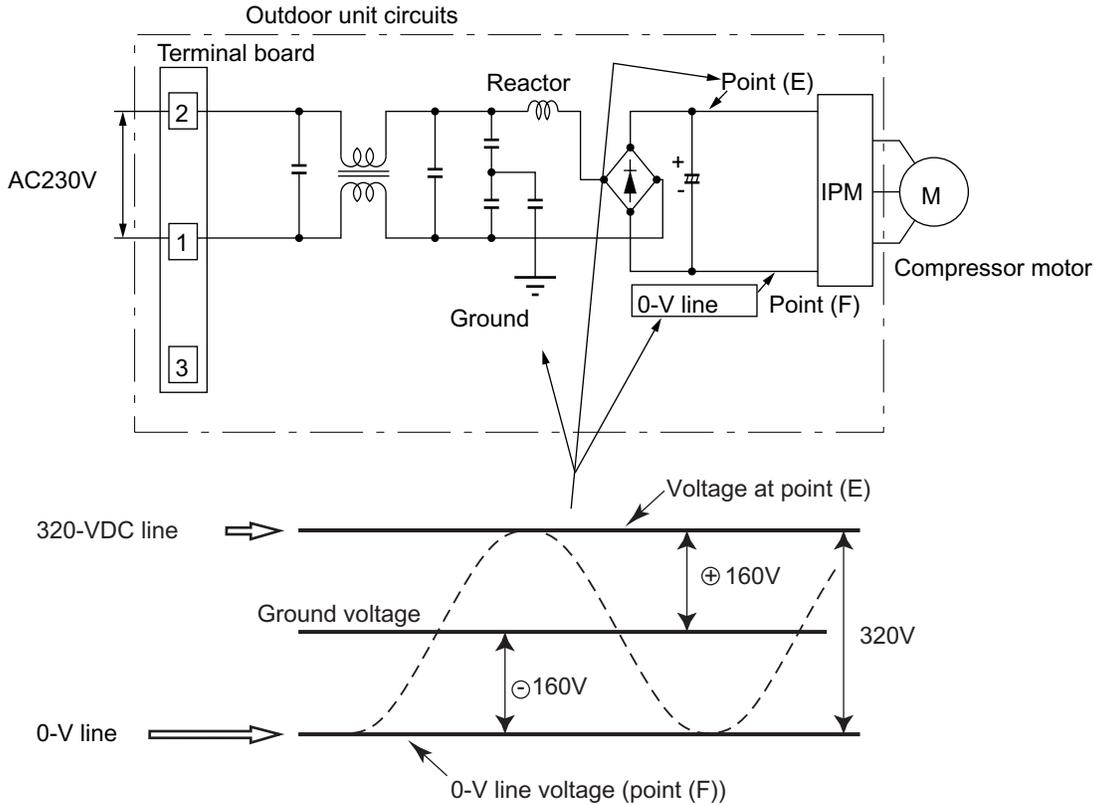 Outdoor unit circuits
Terminal board
Reactor
Point (E)
2
AC230V
+
-
IPM
M
1
Compressor motor
0-V line
Point (F)
Ground
3
Voltage at point (E)
320-VDC line
⊕ 160V
Ground voltage
320V
⊖ 160V
0-V line
0-V line voltage (point (F))